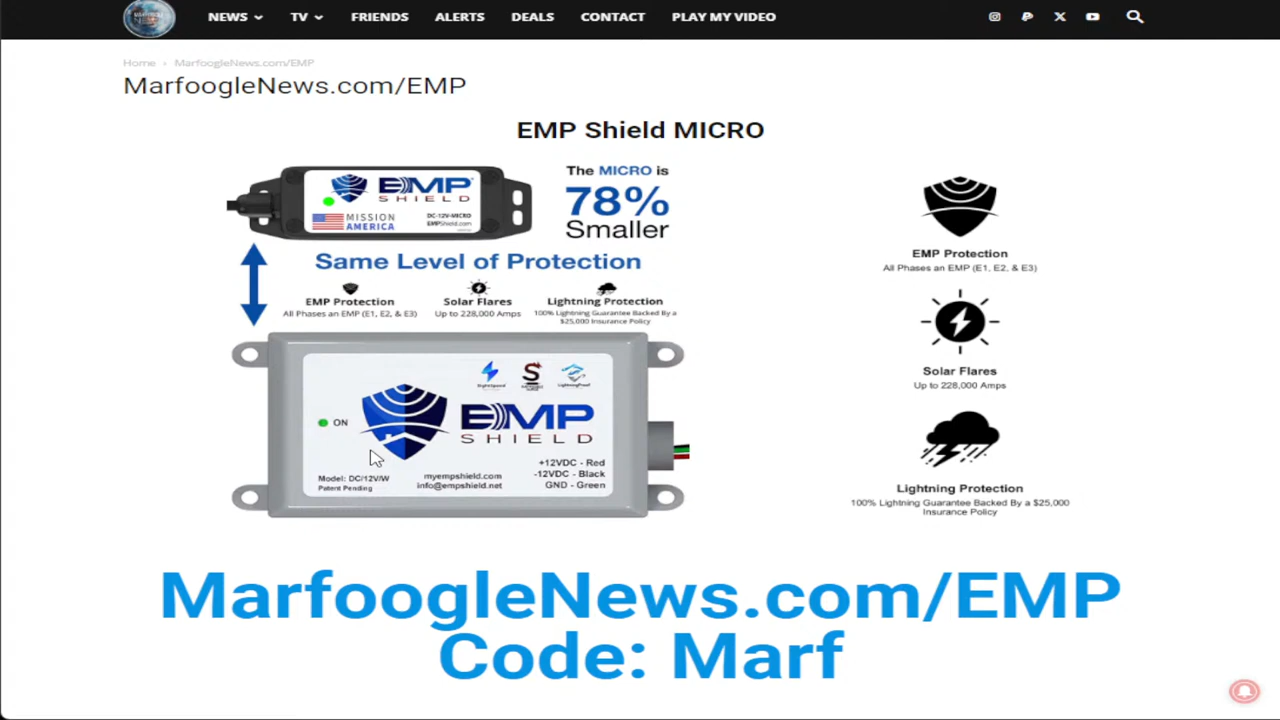 NEWS TV FRIENDS ALERTS DEALS CONTACT PLAY MY VIDEO
Home › MarfoogleNews.com/EMP
MarfoogleNews.com/EMP
EMP Shield MICRO
EMP SHIELD
MISSION AMERICA
DC-12V-MICRO
EMPShield.com
The MICRO is
78%
Smaller
Same Level of Protection
EMP Protection
All Phases an EMP (E1, E2, & E3)
Solar Flares
Up to 228,000 Amps
Lightning Protection
100% Lightning Guarantee Backed By a
$25,000 Insurance Policy
ON
EMP
SHIELD
Model: DC/12V/W
Patent Pending
myempshield.com
info@empshield.net
+12VDC - Red
-12VDC - Black
GND - Green
EMP Protection
All Phases an EMP (E1, E2, & E3)
Solar Flares
Up to 228,000 Amps
Lightning Protection
100% Lightning Guarantee Backed By a $25,000
Insurance Policy
MarfoogleNews.com/EMP
Code: Marf